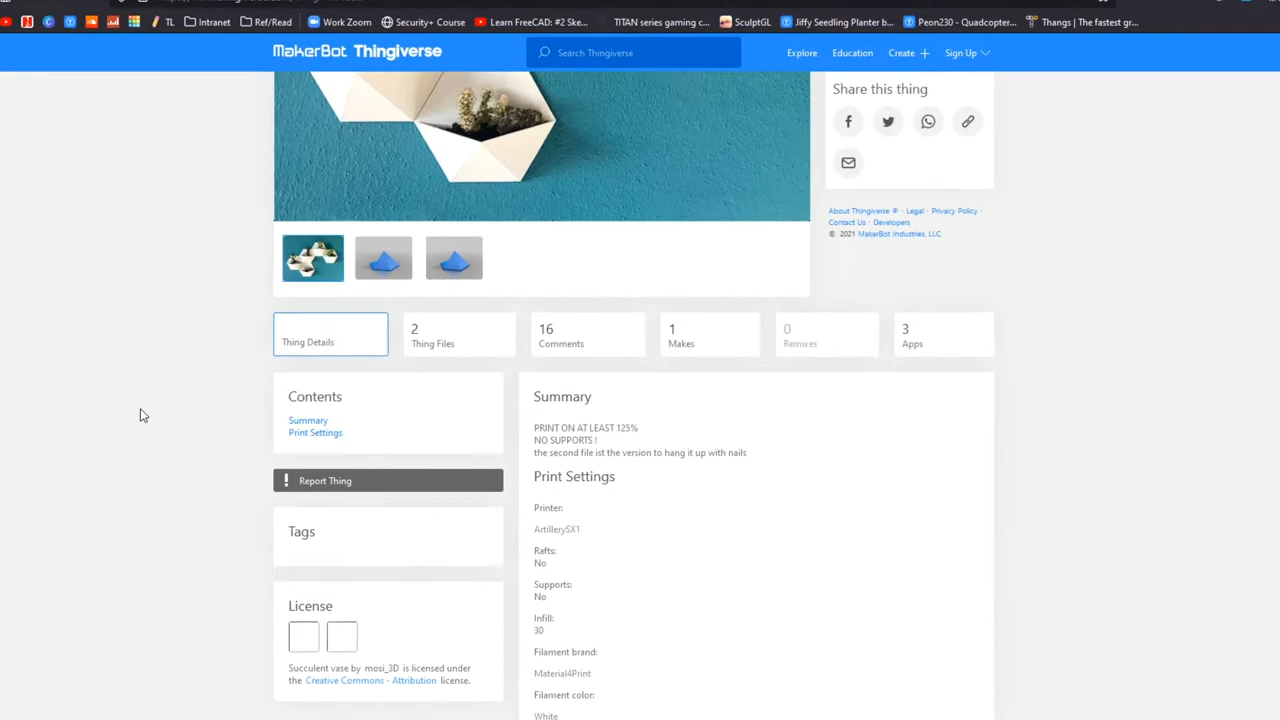 TL
Intranet
Ref/Read
Work Zoom
Security+ Course
Learn FreeCAD: #2 Ske...
TITAN series gaming c...
SculptGL
Jiffy Seedling Planter b...
Peon230 - Quadcopter...
Thangs | The fastest gr...
MakerBot Thingiverse
Search Thingiverse
Explore
Education
Create
Sign Up
Share this thing
About Thingiverse ® · Legal · Privacy Policy ·
Contact Us · Developers
© 2021 MakerBot Industries, LLC
Thing Details
2
Thing Files
16
Comments
1
Makes
0
Remixes
3
Apps
Contents
Summary
Print Settings
Report Thing
Tags
License
Succulent vase by mosi_3D is licensed under
the Creative Commons - Attribution license.
Summary
PRINT ON AT LEAST 125%
NO SUPPORTS !
the second file ist the version to hang it up with nails
Print Settings
Printer:
ArtillerySX1
Rafts:
No
Supports:
No
Infill:
30
Filament brand:
Material4Print
Filament color:
White